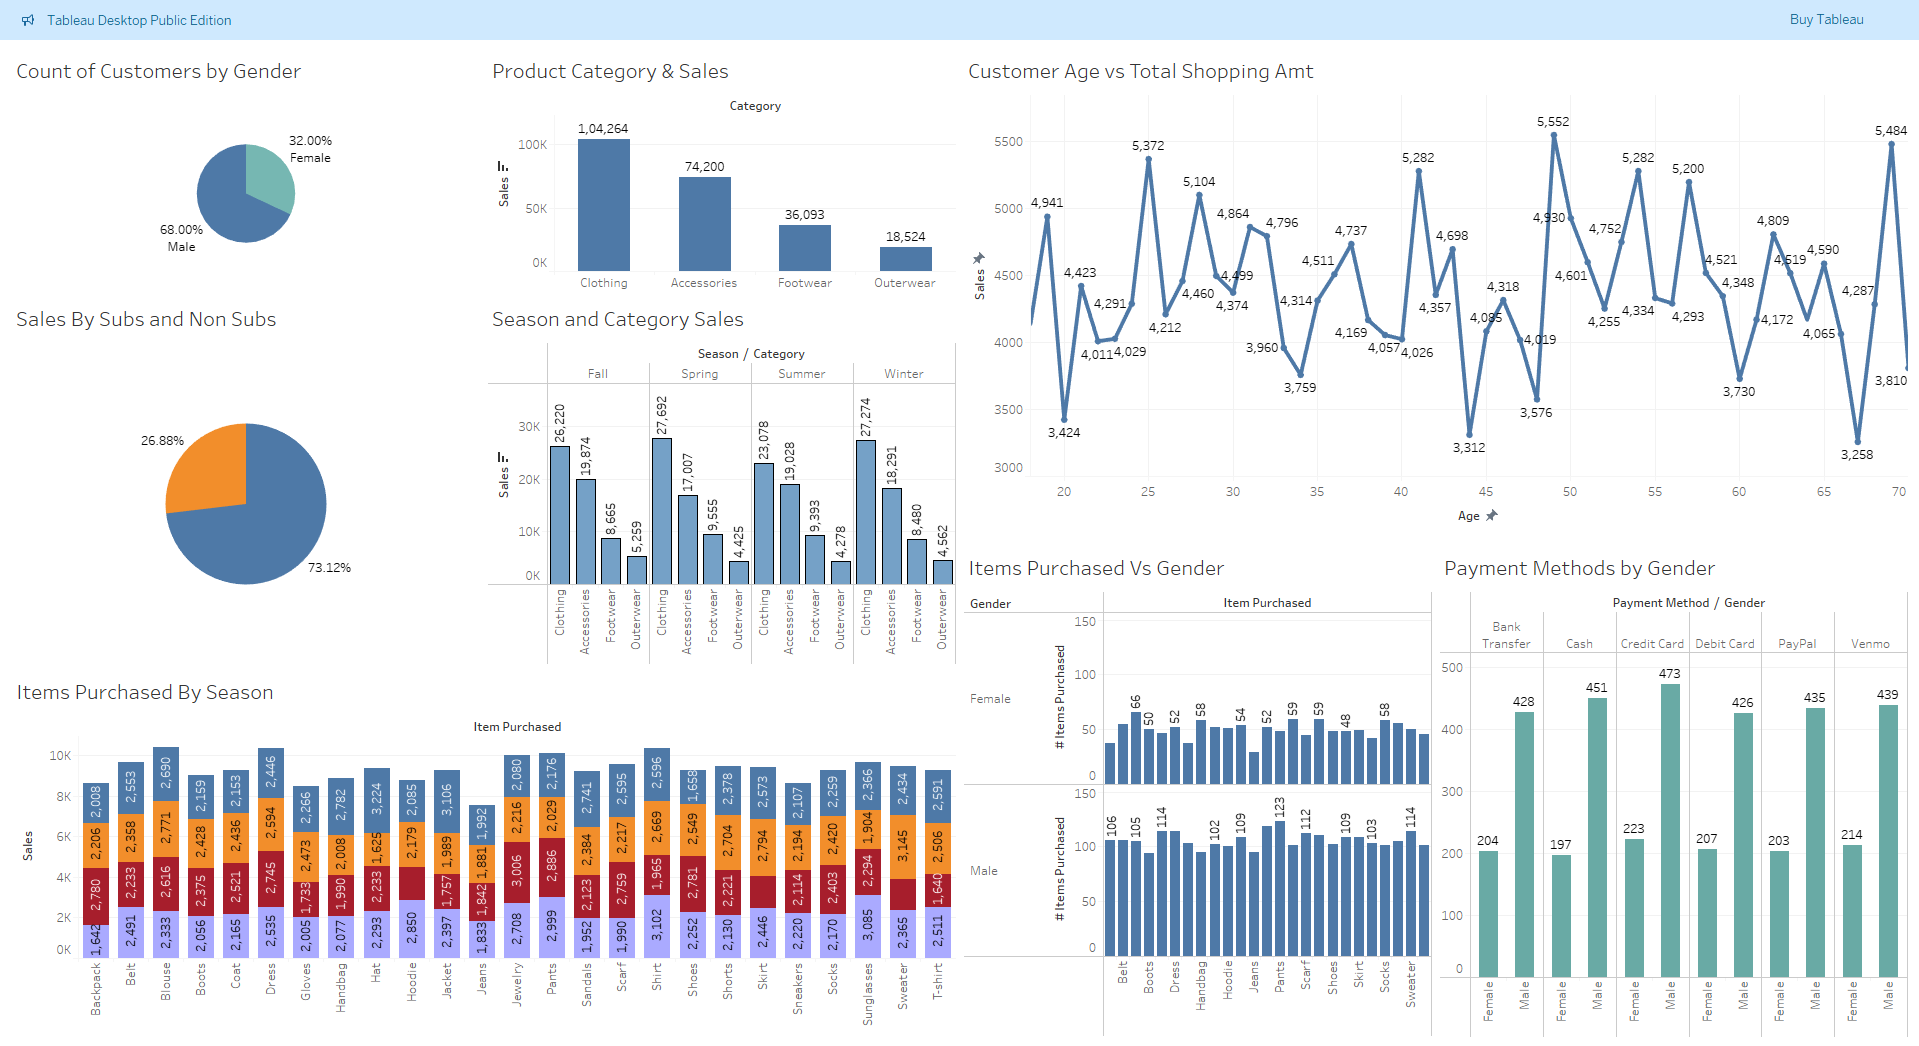 Tableau Desktop Public Edition
Buy Tableau
Count of Customers by Gender
32.00%
Female
68.00%
Male
Product Category & Sales
Category
Sales
100K
50K
0K
1,04,264
74,200
36,093
18,524
Clothing Accessories Footwear Outerwear
Customer Age vs Total Shopping Amt
Sales
5500
5000
4500
4000
3500
3000
4,941
3,424
4,423
4,011
4,029
4,291
5,372
4,212
4,460
5,104
4,499
4,374
4,864
4,796
3,960
3,759
4,314
4,511
4,737
4,169
4,057
4,026
5,282
4,357
4,698
3,312
4,085
4,318
4,019
3,576
5,552
4,930
4,601
4,255
4,752
5,282
4,334
4,293
5,200
4,521
4,348
3,730
4,172
4,809
4,519
4,065
4,590
4,287
3,258
5,484
3,810
20 25 30 35 40 45 50 55 60 65 70
Age
Sales By Subs and Non Subs
26.88%
73.12%
Season and Category Sales
Season / Category
Fall Spring Summer Winter
Sales
30K
20K
10K
0K
26,220 19,874 8,665 5,259
27,692 17,007 9,555 4,425
23,078 19,028 9,393 4,278
27,274 18,291 8,480 4,562
Clothing Accessories Footwear Outerwear
Clothing Accessories Footwear Outerwear
Clothing Accessories Footwear Outerwear
Clothing Accessories Footwear Outerwear
Items Purchased By Season
Item Purchased
Sales
10K
8K
6K
4K
2K
0K
2,008 2,553 2,690 2,159 2,153 2,446 2,266 2,782 3,224 2,085 3,106 1,992 2,080 2,176 2,741 2,595 2,596 1,658 2,378 2,573 2,107 2,259 2,366 2,434 2,591
2,206 2,358 2,771 2,428 2,436 2,594 2,473 2,008 1,625 2,179 1,989 1,881 2,216 2,029 2,384 2,217 2,669 2,549 2,704 2,794 2,194 2,420 1,904 3,145 2,506
2,780 2,233 2,616 2,375 2,521 2,745 1,733 1,990 2,233 1,757 1,842 3,006 2,886 2,123 2,759 1,965 2,781 2,221 2,114 2,403 2,294 1,640
1,642 2,491 2,333 2,056 2,165 2,535 2,005 2,077 2,293 2,850 2,397 1,833 2,708 2,999 1,952 1,990 3,102 2,252 2,130 2,446 2,220 2,170 3,085 2,365 2,511
Backpack Belt Blouse Boots Coat Dress Gloves Handbag Hat Hoodie Jacket Jeans Jewelry Pants Sandals Scarf Shirt Shoes Shorts Skirt Sneakers Socks Sunglasses Sweater T-shirt
Items Purchased Vs Gender
Gender
Item Purchased
Female
# Items Purchased
150
100
50
0
66 50 52 58 54 52 59 59 48 58
Male
# Items Purchased
150
100
50
0
106 105 114 102 109 123 112 109 103 114
Belt Boots Dress Handbag Hoodie Jeans Pants Scarf Shoes Skirt Socks Sweater
Payment Methods by Gender
Payment Method / Gender
Bank
Transfer Cash Credit Card Debit Card PayPal Venmo
500
400
300
200
100
0
204 428 197 451 223 473 207 426 203 435 214 439
Female Male Female Male Female Male Female Male Female Male Female Male